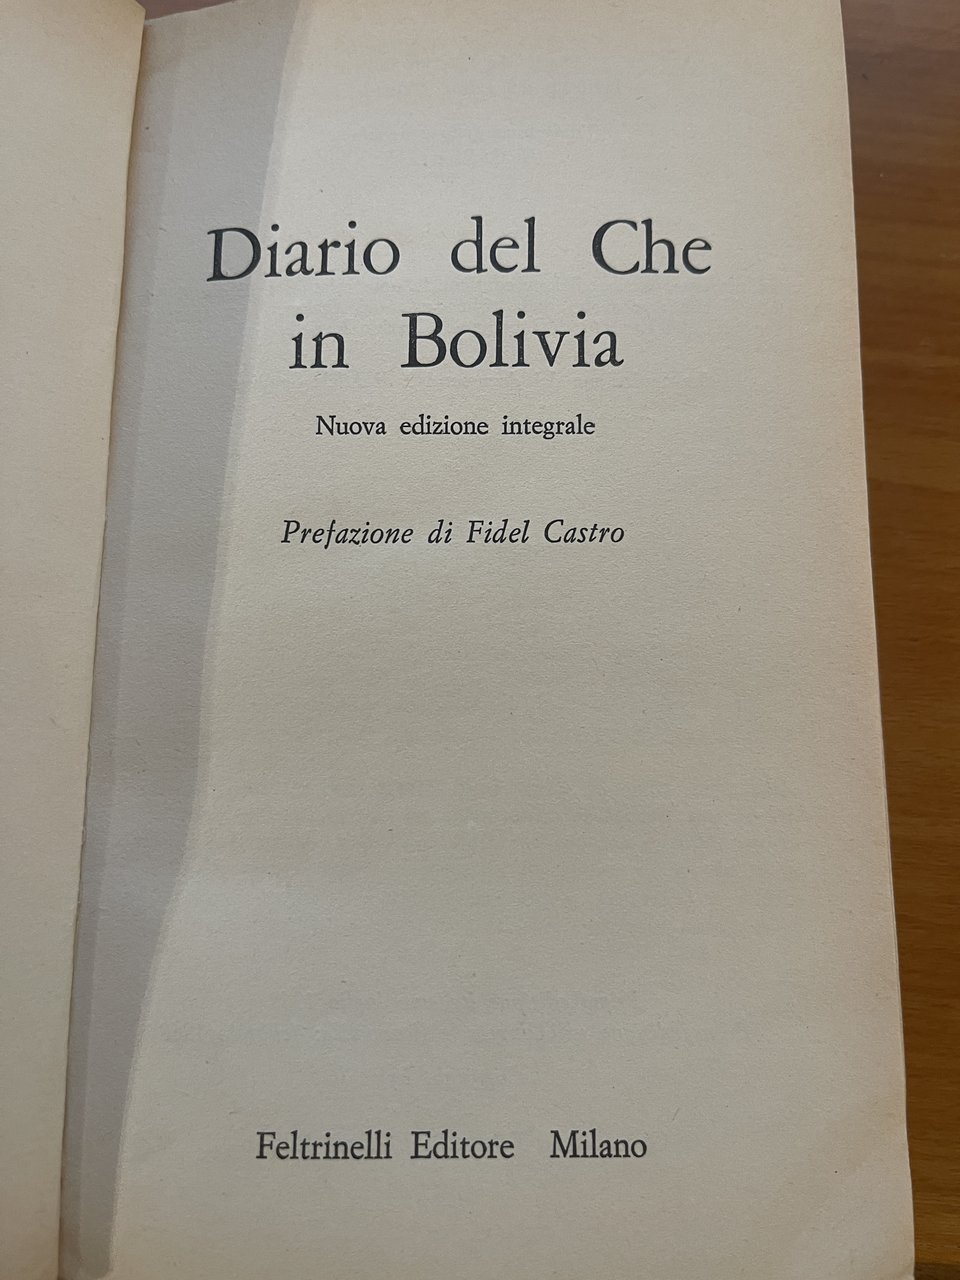 Diario del Che
in Bolivia
Nuova edizione integrale
Prefazione di Fidel Castro
Feltrinelli Editore Milano